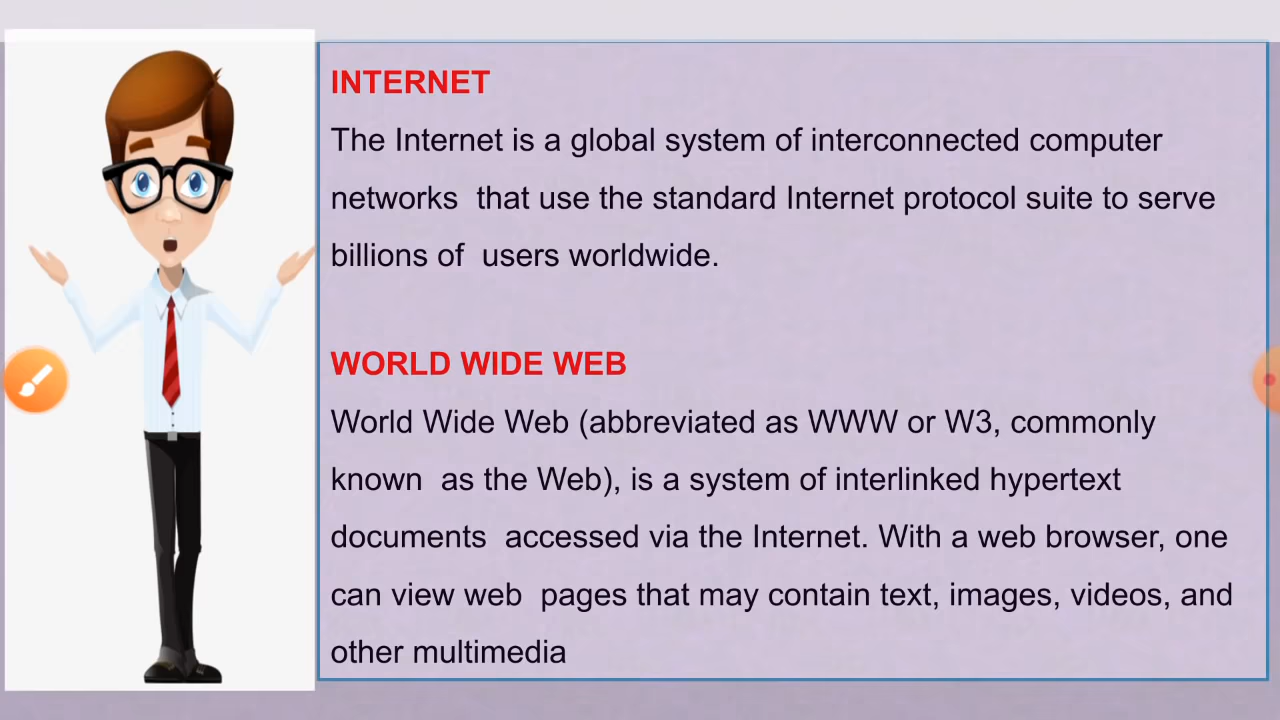 INTERNET
The Internet is a global system of interconnected computer
networks  that use the standard Internet protocol suite to serve
billions of  users worldwide.
WORLD WIDE WEB
World Wide Web (abbreviated as WWW or W3, commonly
known  as the Web), is a system of interlinked hypertext
documents  accessed via the Internet. With a web browser, one
can view web  pages that may contain text, images, videos, and
other multimedia